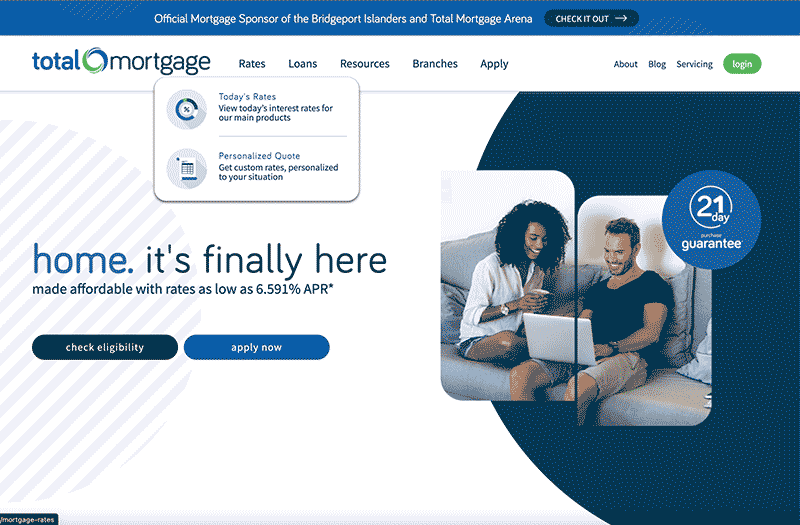 Official Mortgage Sponsor of the Bridgeport Islanders and Total Mortgage Arena CHECK IT OUT
total mortgage Rates Loans Resources Branches Apply About Blog Servicing login
Today's Rates
View today's interest rates for
our main products
Personalized Quote
Get custom rates, personalized
to your situation
21
day
purchase
guarantee
home. it's finally here
made affordable with rates as low as 6.591% APR*
check eligibility apply now
/mortgage-rates